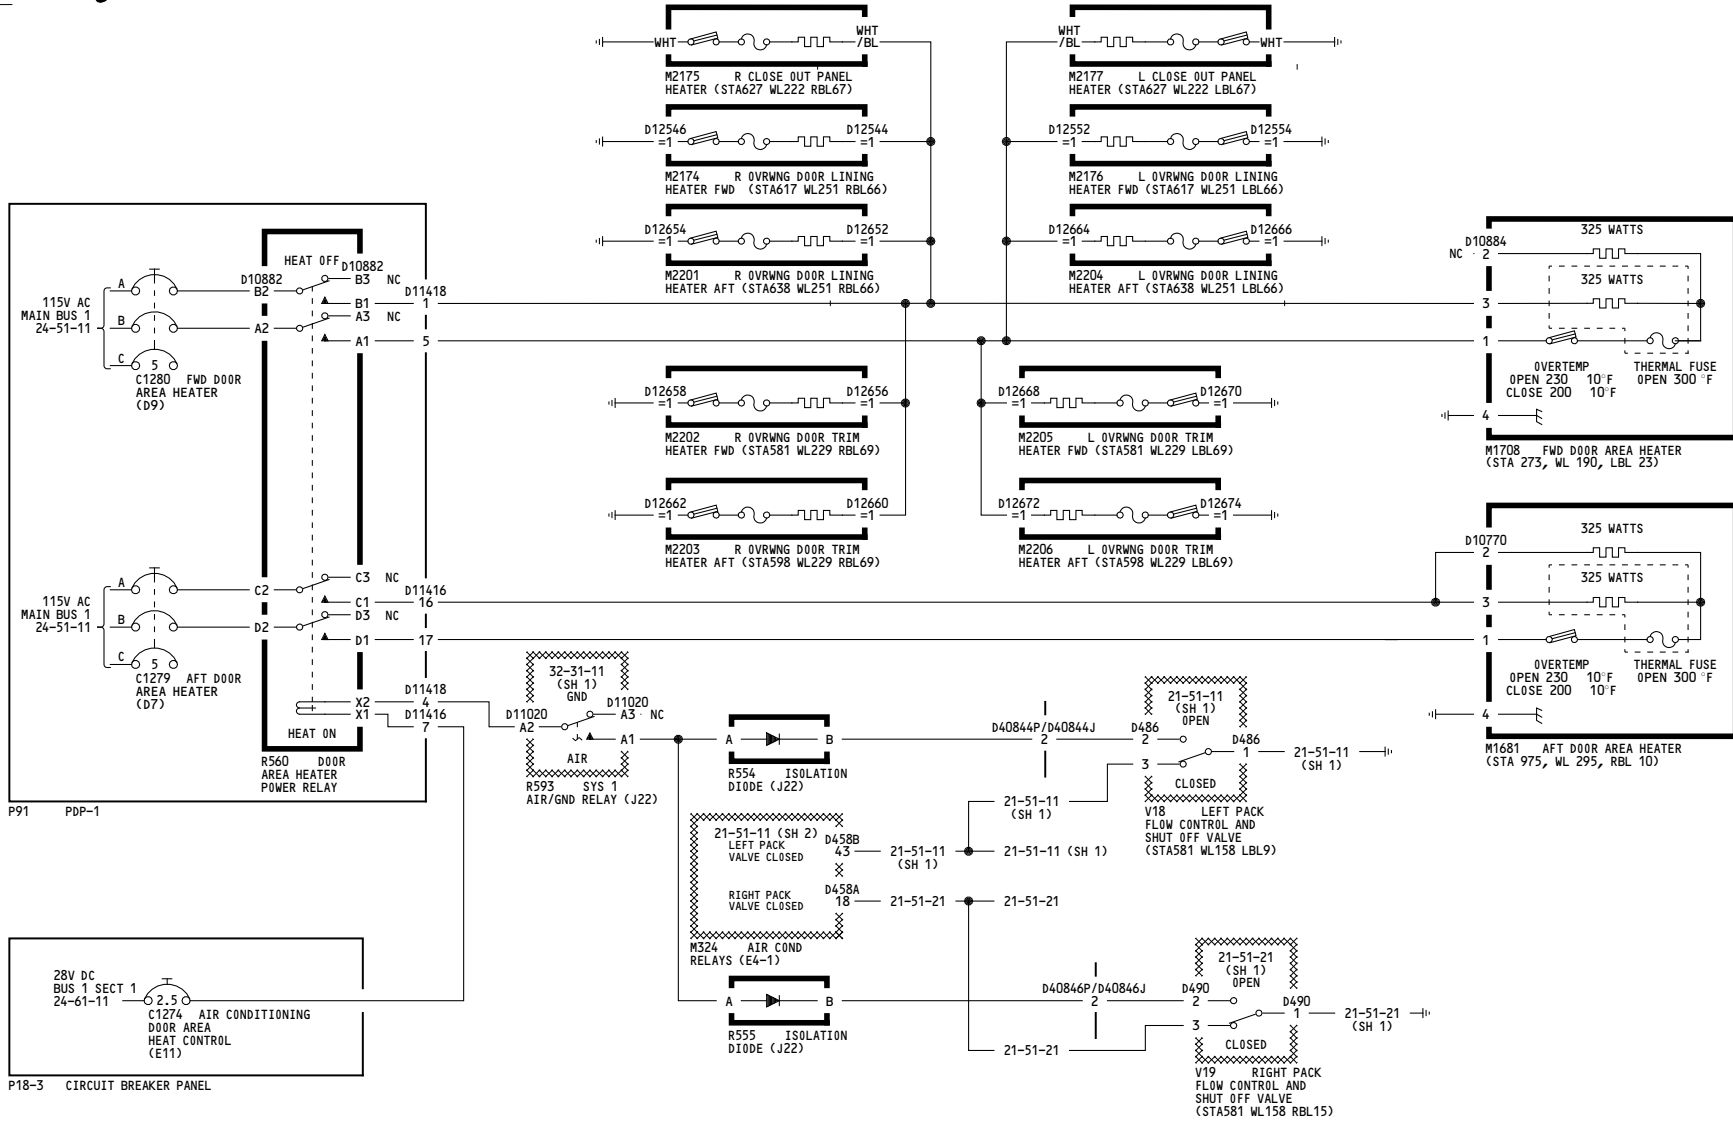 WHT
WHT
/BL
M2175 R CLOSE OUT PANEL
HEATER (STA627 WL222 RBL67)
WHT
/BL
WHT
M2177 L CLOSE OUT PANEL
HEATER (STA627 WL222 LBL67)
D12546
=1
D12544
=1
M2174 R OVRWNG DOOR LINING
HEATER FWD (STA617 WL251 RBL66)
D12552
=1
D12554
=1
M2176 L OVRWNG DOOR LINING
HEATER FWD (STA617 WL251 LBL66)
D12654
=1
D12652
=1
M2201 R OVRWNG DOOR LINING
HEATER AFT (STA638 WL251 RBL66)
D12664
=1
D12666
=1
M2204 L OVRWNG DOOR LINING
HEATER AFT (STA638 WL251 LBL66)
115V AC
MAIN BUS 1
24-51-11
A
B
C
5
C1280 FWD DOOR
AREA HEATER
(D9)
HEAT OFF
D10882
B2
A2
D10882
B3 NC
B1
A3 NC
A1
D11418
1
5
D12658
=1
D12656
=1
M2202 R OVRWNG DOOR TRIM
HEATER FWD (STA581 WL229 RBL69)
D12668
=1
D12670
=1
M2205 L OVRWNG DOOR TRIM
HEATER FWD (STA581 WL229 LBL69)
D12662
=1
D12660
=1
M2203 R OVRWNG DOOR TRIM
HEATER AFT (STA598 WL229 RBL69)
D12672
=1
D12674
=1
M2206 L OVRWNG DOOR TRIM
HEATER AFT (STA598 WL229 LBL69)
D10884
NC 2
3
1
4
325 WATTS
325 WATTS
OVERTEMP
OPEN 230 10°F
CLOSE 200 10°F
THERMAL FUSE
OPEN 300 °F
M1708 FWD DOOR AREA HEATER
(STA 273, WL 190, LBL 23)
115V AC
MAIN BUS 1
24-51-11
A
B
C
5
C1279 AFT DOOR
AREA HEATER
(D7)
C2
D2
C3 NC
C1
D3 NC
D1
D11416
16
17
X2
X1
D11418
4
D11416
7
HEAT ON
R560 DOOR
AREA HEATER
POWER RELAY
P91 PDP-1
D10770
2
3
1
4
325 WATTS
325 WATTS
OVERTEMP
OPEN 230 10°F
CLOSE 200 10°F
THERMAL FUSE
OPEN 300 °F
M1681 AFT DOOR AREA HEATER
(STA 975, WL 295, RBL 10)
32-31-11
(SH 1)
GND
D11020
A2
D11020
A3 NC
A1
AIR
R593 SYS 1
AIR/GND RELAY (J22)
A
B
R554 ISOLATION
DIODE (J22)
D40844P/D40844J
2
D486
2
3
21-51-11
(SH 1)
OPEN
D486
1
CLOSED
21-51-11
(SH 1)
V18 LEFT PACK
FLOW CONTROL AND
SHUT OFF VALVE
(STA581 WL158 LBL9)
21-51-11
(SH 1)
21-51-11 (SH 2)
LEFT PACK
VALVE CLOSED
D458B
43
21-51-11
(SH 1)
21-51-11 (SH 1)
RIGHT PACK
VALVE CLOSED
D458A
18
21-51-21
21-51-21
M324 AIR COND
RELAYS (E4-1)
A
B
R555 ISOLATION
DIODE (J22)
D40846P/D40846J
2
D490
2
3
21-51-21
(SH 1)
OPEN
D490
1
CLOSED
21-51-21
(SH 1)
21-51-21
V19 RIGHT PACK
FLOW CONTROL AND
SHUT OFF VALVE
(STA581 WL158 RBL15)
28V DC
BUS 1 SECT 1
24-61-11
2.5
C1274 AIR CONDITIONING
DOOR AREA
HEAT CONTROL
(E11)
P18-3 CIRCUIT BREAKER PANEL